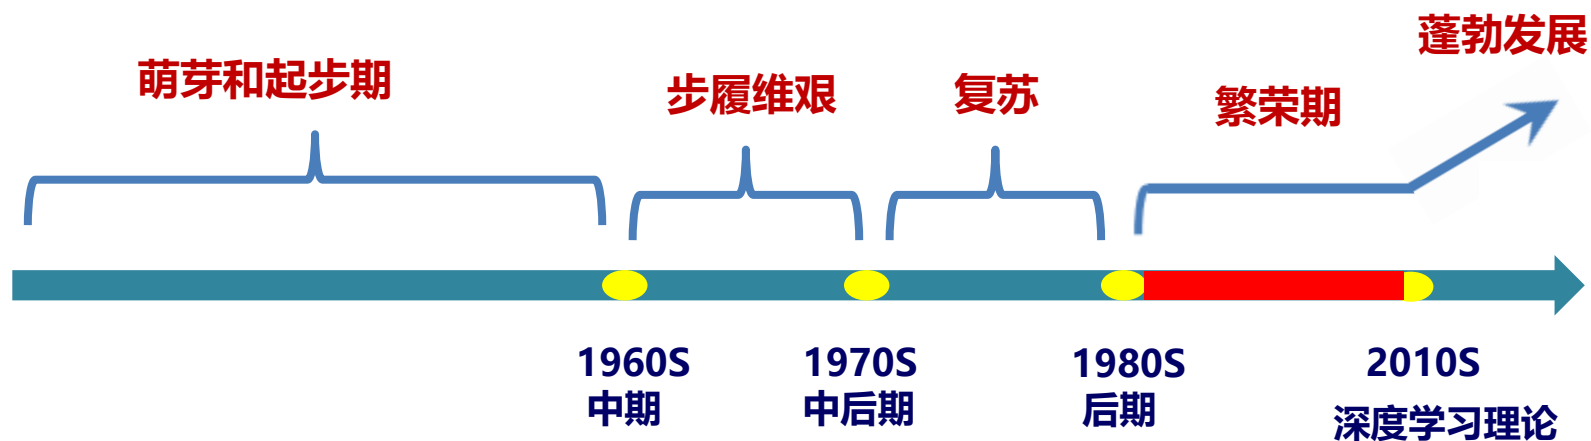 蓬勃发展
萌芽和起步期
步履维艰
复苏
繁荣期
1960S
中期
1970S
中后期
1980S
后期
2010S
深度学习理论